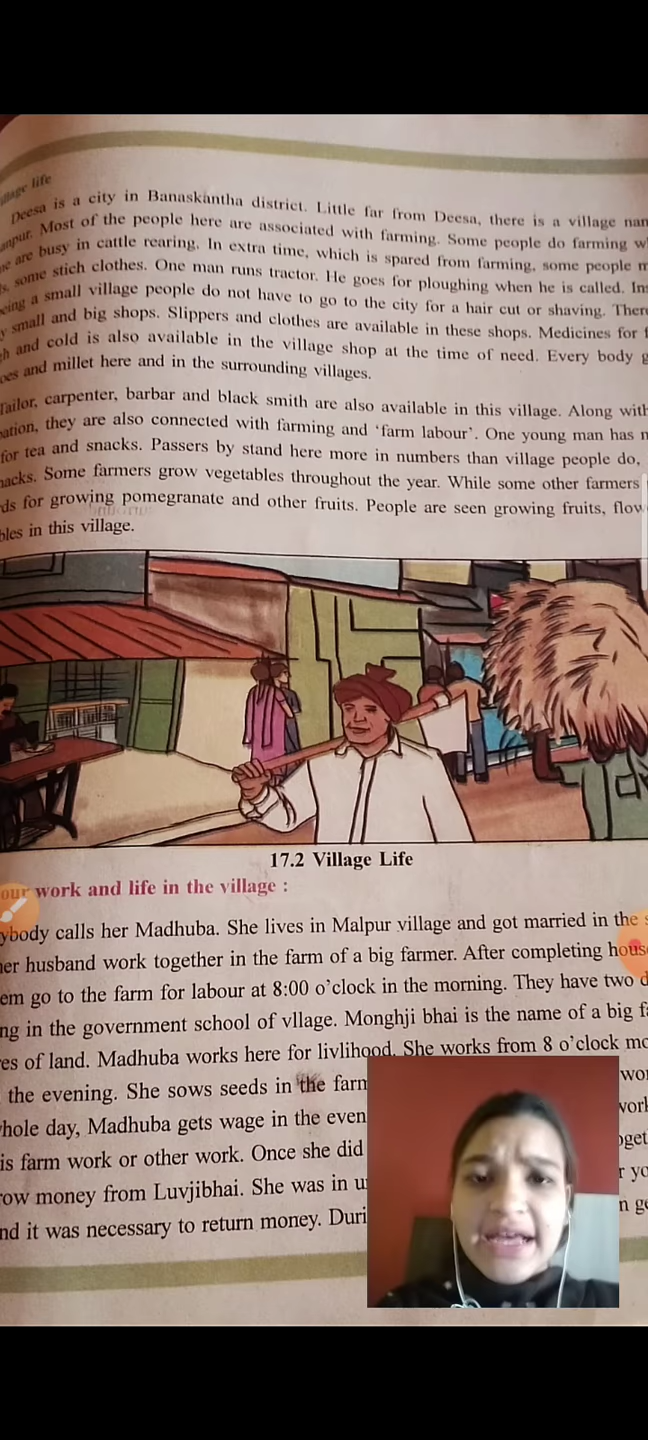 life
Deesa is a city in Banaskantha district. Little far from Deesa, there is a village
Most of the people here are associated with farming. Some people do farming
are busy in cattle rearing. In extra time, which is spared from farming, some people
some stich clothes. One man runs tractor. He goes for ploughing when he is called.
a small village people do not have to go to the city for a hair cut or shaving.
small and big shops. Slippers and clothes are available in these shops. Medicines for
and cold is also available in the village shop at the time of need. Every body
and millet here and in the surrounding villages.
Tailor, carpenter, barbar and black smith are also available in this village. Along with
they are also connected with farming and 'farm labour'. One young man has
for tea and snacks. Passers by stand here more in numbers than village people do,
Some farmers grow vegetables throughout the year. While some other farmers
for growing pomegranate and other fruits. People are seen growing fruits,
in this village.
17.2 Village Life
our work and life in the village :
calls her Madhuba. She lives in Malpur village and got married in the
husband work together in the farm of a big farmer. After completing
go to the farm for labour at 8:00 o'clock in the morning. They have two
in the government school of vllage. Monghji bhai is the name of a big
of land. Madhuba works here for livlihood. She works from 8 o'clock
the evening. She sows seeds in the
whole day, Madhuba gets wage in the
is farm work or other work. Once she did
money from Luvjibhai. She was in
and it was necessary to return money.